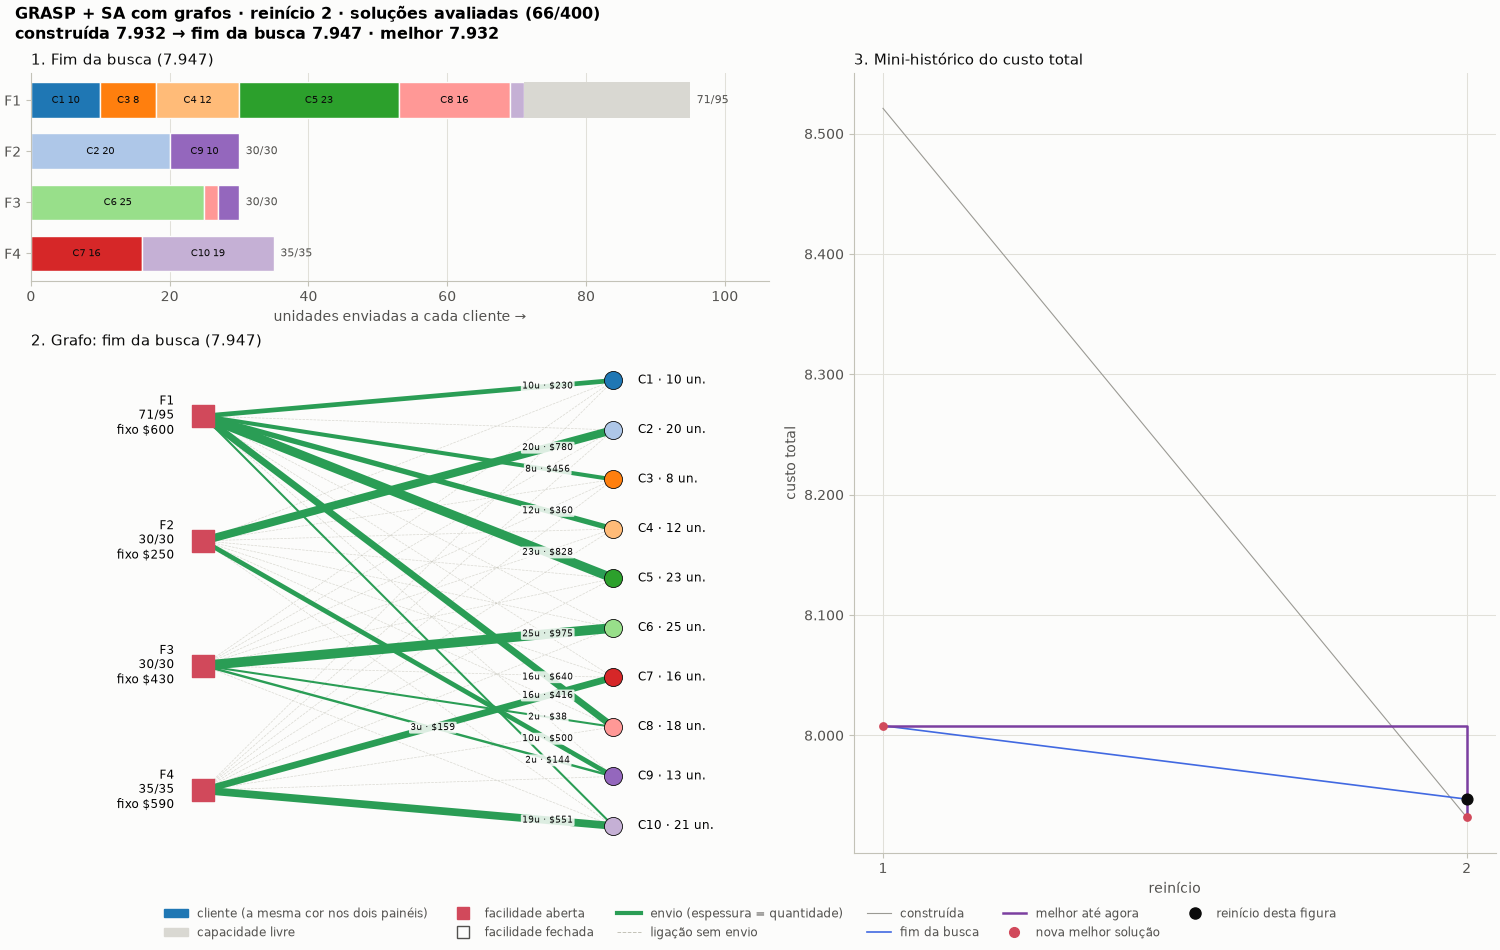 GRASP + SA com grafos · reinício 2 · soluções avaliadas (66/400)
construída 7.932 → fim da busca 7.947 · melhor 7.932
1. Fim da busca (7.947)
F1
C1 10
C3 8
C4 12
C5 23
C8 16
71/95
F2
C2 20
C9 10
30/30
F3
C6 25
30/30
F4
C7 16
C10 19
35/35
0
20
40
60
80
100
unidades enviadas a cada cliente →
2. Grafo: fim da busca (7.947)
F1
71/95
fixo $600
F2
30/30
fixo $250
F3
30/30
fixo $430
F4
35/35
fixo $590
10u · $230
20u · $780
8u · $456
12u · $360
23u · $828
25u · $975
16u · $640
16u · $416
2u · $38
3u · $159
10u · $500
2u · $144
19u · $551
C1 · 10 un.
C2 · 20 un.
C3 · 8 un.
C4 · 12 un.
C5 · 23 un.
C6 · 25 un.
C7 · 16 un.
C8 · 18 un.
C9 · 13 un.
C10 · 21 un.
3. Mini-histórico do custo total
custo total
8.500
8.400
8.300
8.200
8.100
8.000
1
2
reinício
cliente (a mesma cor nos dois painéis)
capacidade livre
facilidade aberta
facilidade fechada
envio (espessura = quantidade)
ligação sem envio
construída
fim da busca
melhor até agora
nova melhor solução
reinício desta figura